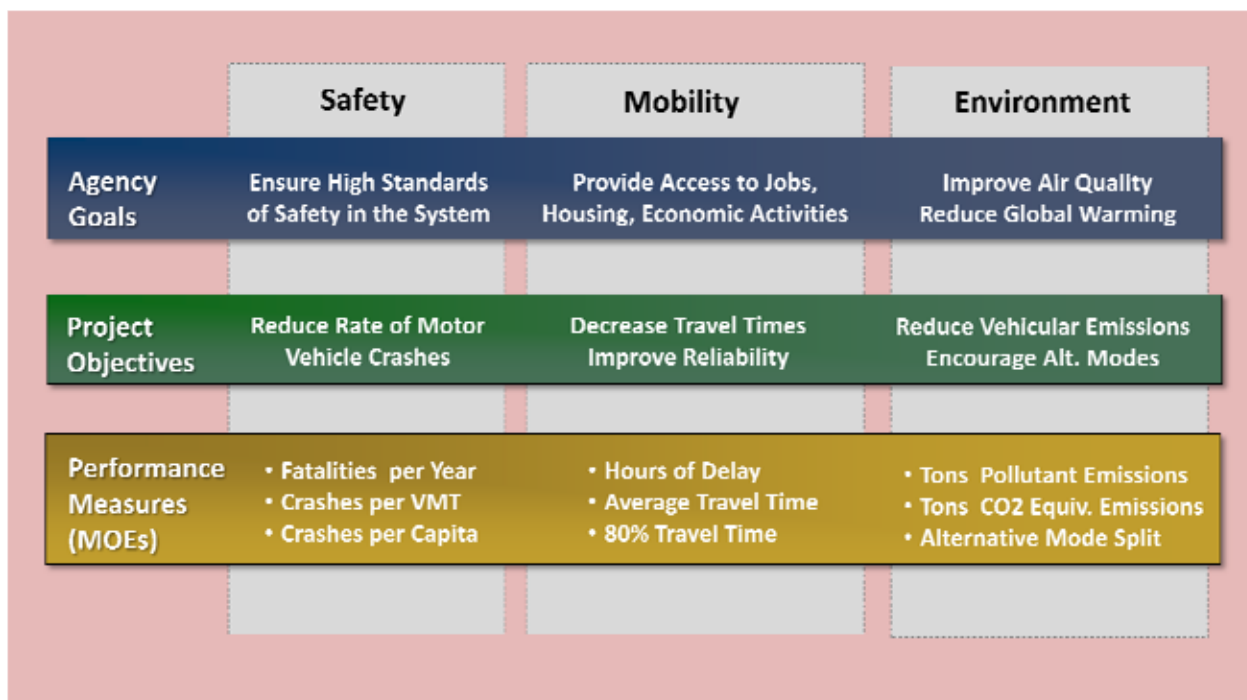 Safety
Mobility
Environment
Agency
Goals
Ensure High Standards
of Safety in the System
Provide Access to Jobs,
Housing, Economic Activities
Improve Air Quality
Reduce Global Warming
Project
Objectives
Reduce Rate of Motor
Vehicle Crashes
Decrease Travel Times
Improve Reliability
Reduce Vehicular Emissions
Encourage Alt. Modes
Performance
Measures
(MOEs)
• Fatalities per Year
• Crashes per VMT
• Crashes per Capita
• Hours of Delay
• Average Travel Time
• 80% Travel Time
• Tons Pollutant Emissions
• Tons CO2 Equiv. Emissions
• Alternative Mode Split